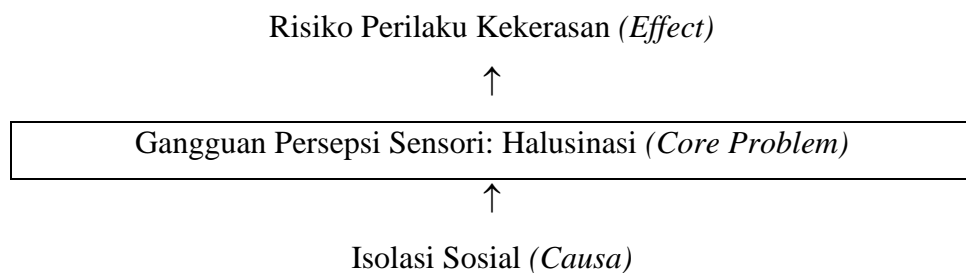 Risiko Perilaku Kekerasan (Effect)
↑
Gangguan Persepsi Sensori: Halusinasi (Core Problem)
↑
Isolasi Sosial (Causa)